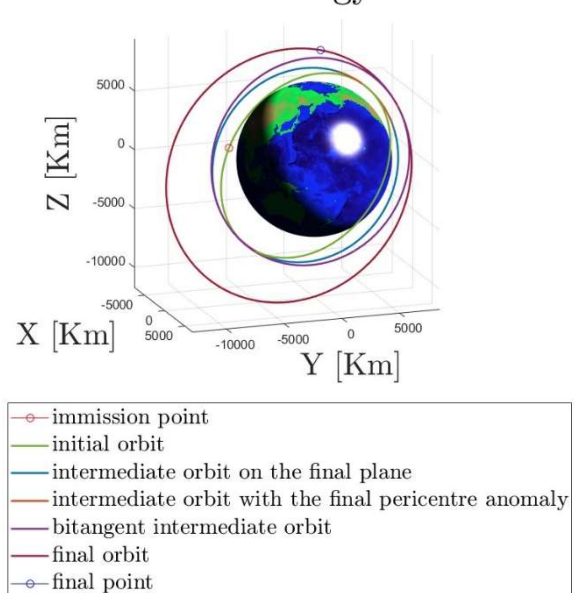 5000
0
-5000
-10000
Z [Km]
-5000
0
5000
X [Km]
-10000
-5000
0
5000
Y [Km]
immission point
initial orbit
intermediate orbit on the final plane
intermediate orbit with the final pericentre anomaly
bitangent intermediate orbit
final orbit
final point